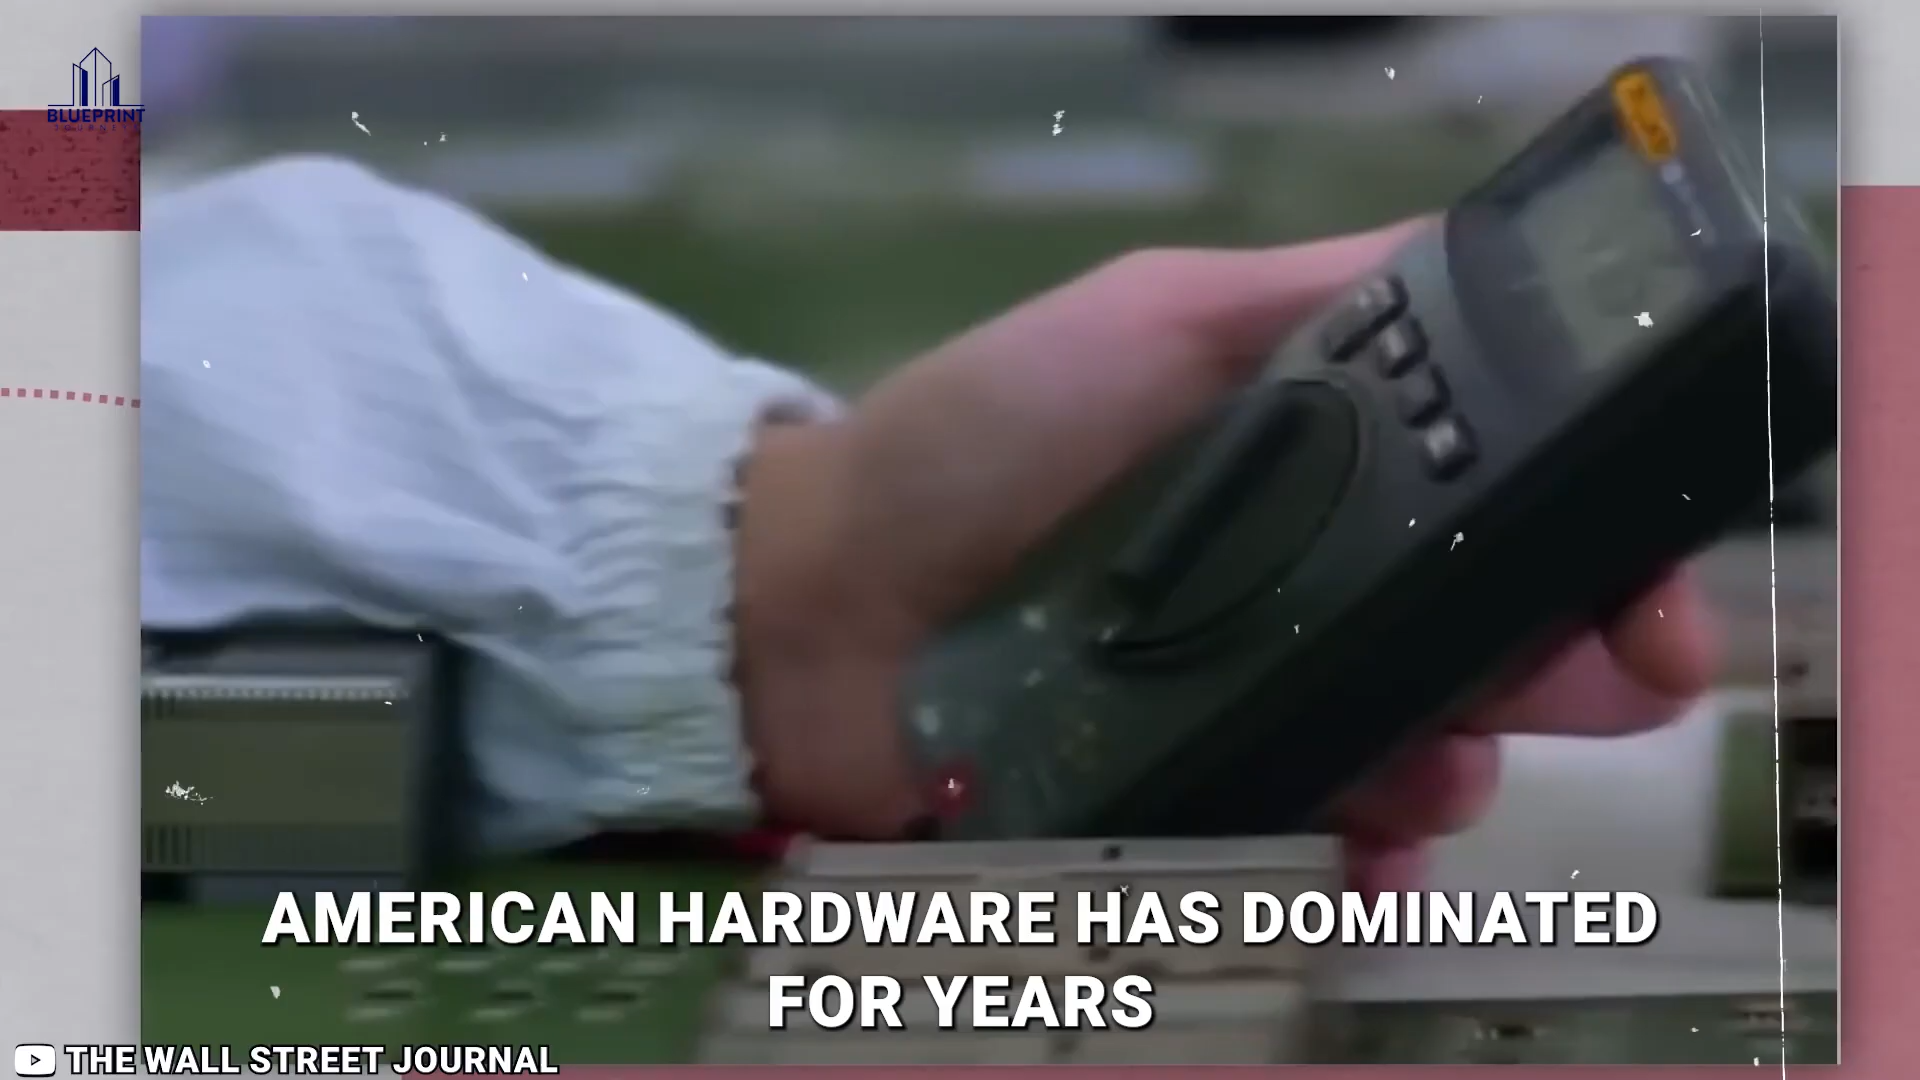 BLUEPRINT
AMERICAN HARDWARE HAS DOMINATED
FOR YEARS
THE WALL STREET JOURNAL